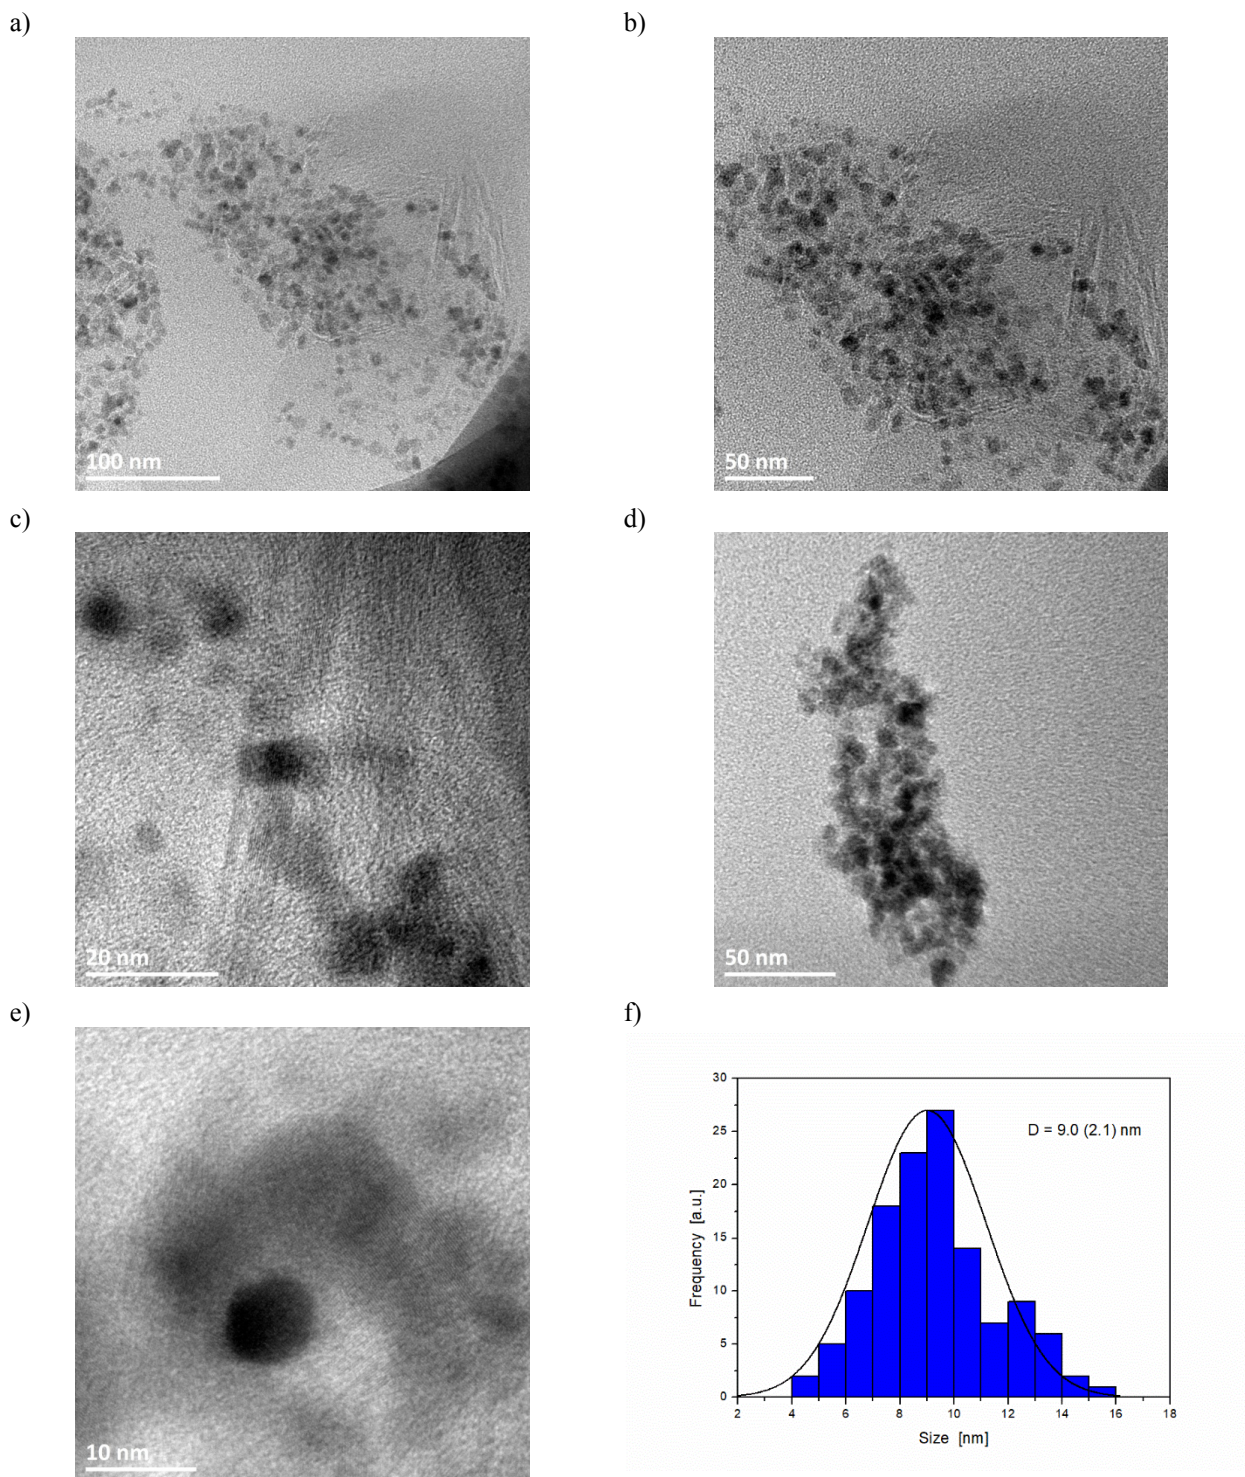 a)
b)
100 nm
50 nm
c)
d)
20 nm
50 nm
e)
f)
10 nm
30
25
20
15
10
5
0
Frequency [a.u.]
D = 9.0 (2.1) nm
2 4 6 8 10 12 14 16 18
Size [nm]